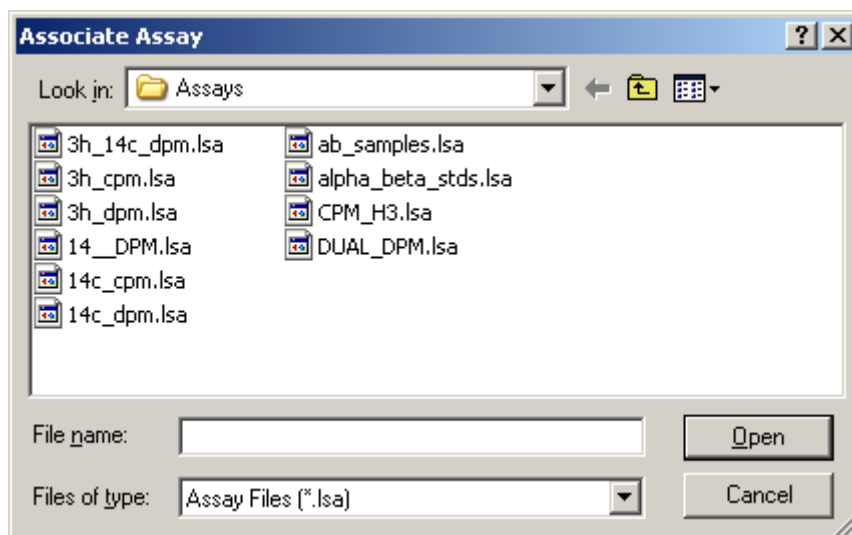 Associate Assay
Look in: Assays
3h_14c_dpm.lsa
3h_cpm.lsa
3h_dpm.lsa
14__DPM.lsa
14c_cpm.lsa
14c_dpm.lsa
ab_samples.lsa
alpha_beta_stds.lsa
CPM_H3.lsa
DUAL_DPM.lsa
File name:
Open
Files of type: Assay Files (*.lsa)
Cancel